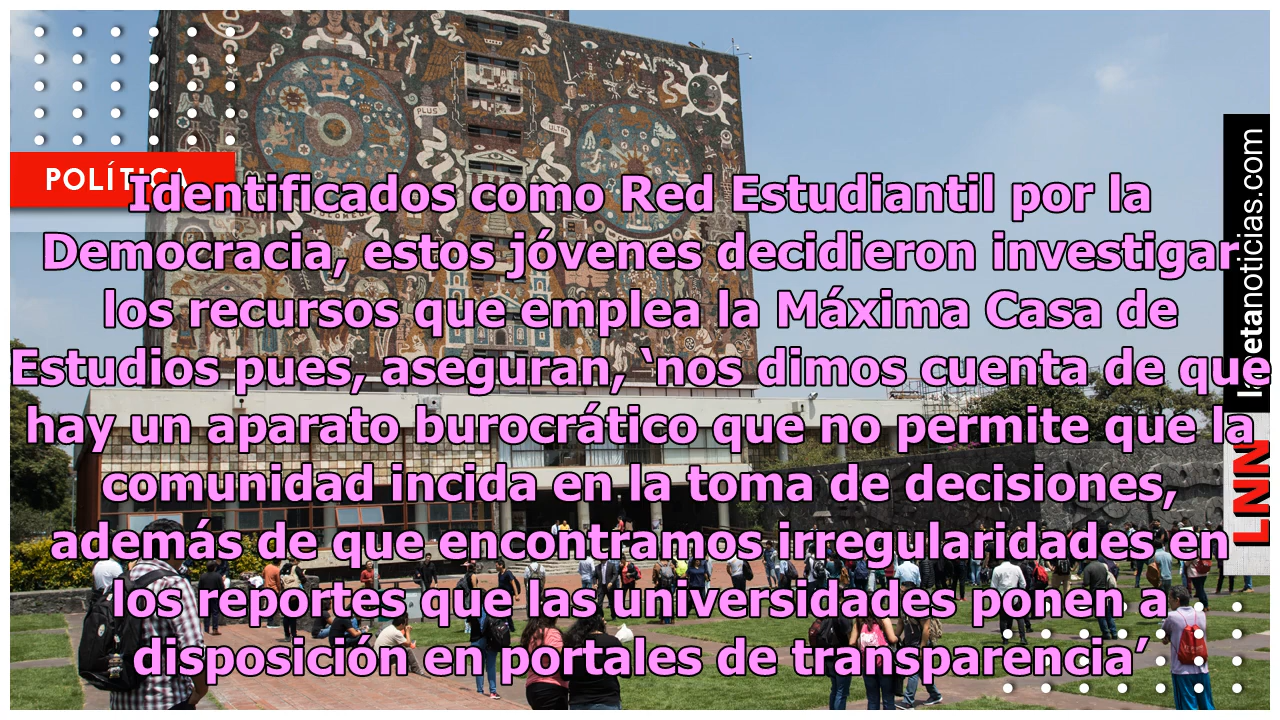 PLUS
ULTRA
POLÍTICA
Identificados como Red Estudiantil por la
Democracia, estos jóvenes decidieron investigar
los recursos que emplea la Máxima Casa de
Estudios pues, aseguran, ‘nos dimos cuenta de que
hay un aparato burocrático que no permite que la
comunidad incida en la toma de decisiones,
además de que encontramos irregularidades en
los reportes que las universidades ponen a
disposición en portales de transparencia’
LNN